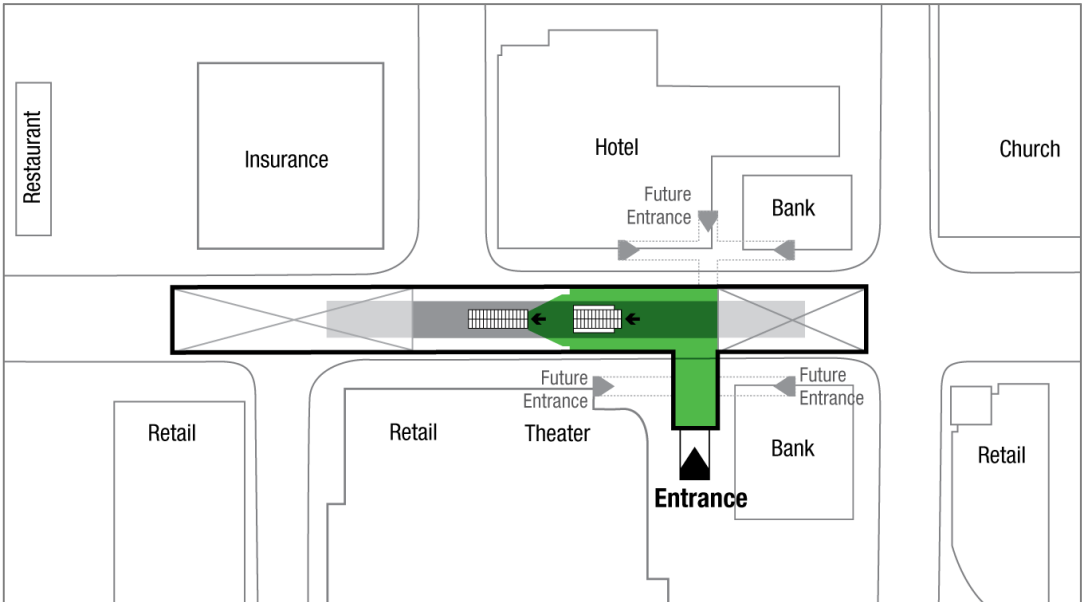 Restaurant
Insurance
Hotel
Church
Future
Entrance
Bank
Future
Entrance
Future
Entrance
Retail
Retail
Theater
Bank
Retail
Entrance